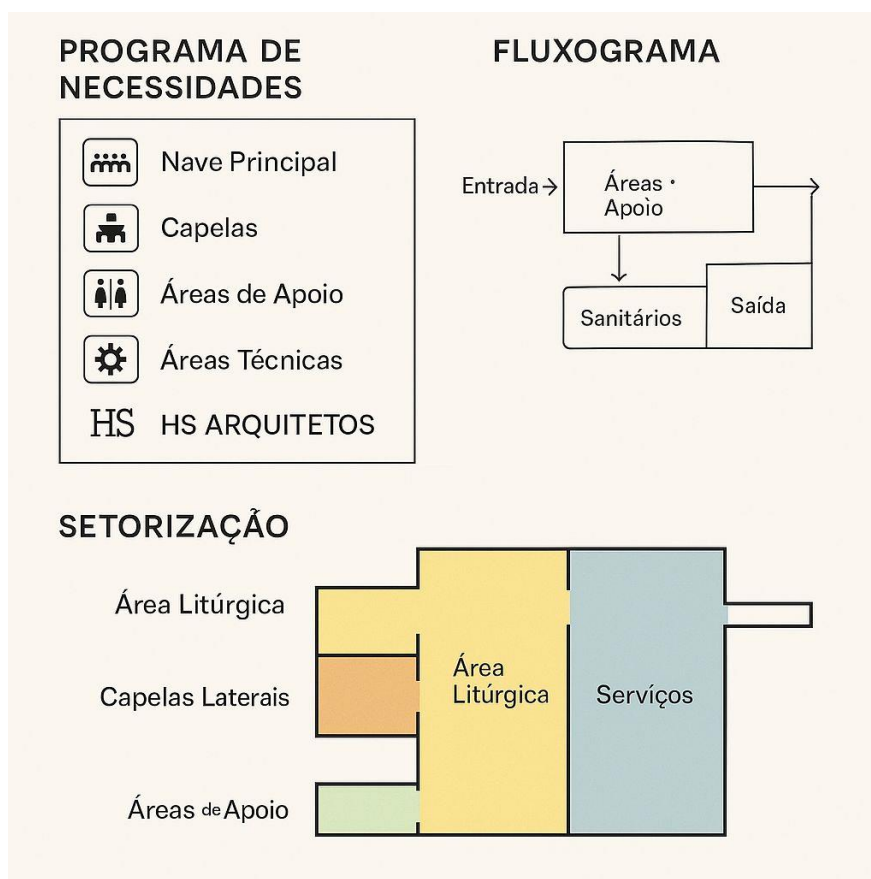 PROGRAMA DE
NECESSIDADES
Nave Principal
Capelas
Áreas de Apoio
Áreas Técnicas
HS HS ARQUITETOS
FLUXOGRAMA
Entrada
Áreas ·
Apoìo
Sanitários
Saída
SETORIZAÇÃO
Área Litúrgica
Capelas Laterais
Áreas de Apoio
Área
Litúrgica
Servíços